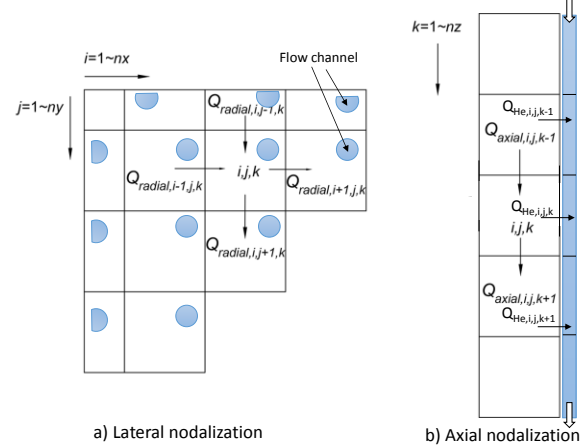 i=1~nx
j=1~ny
Flow channel
Q_radial,i,j-1,k
Q_radial,i-1,j,k
i,j,k
Q_radial,i+1,j,k
Q_radial,i,j+1,k
a) Lateral nodalization
k=1~nz
Q_He,i,j,k-1
Q_axial,i,j,k-1
Q_He,i,j,k
i,j,k
Q_axial,i,j,k+1
Q_He,i,j,k+1
b) Axial nodalization